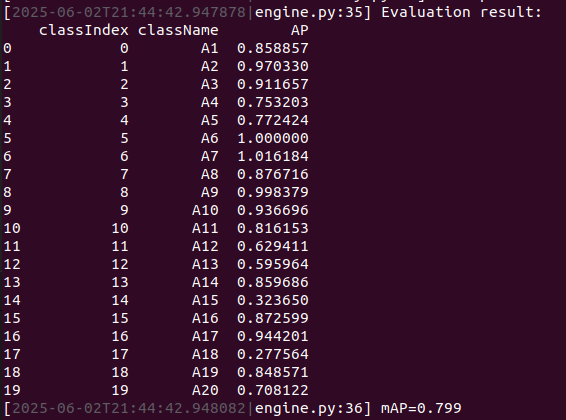 [2025-06-02T21:44:42.947878|engine.py:35] Evaluation result:
    classIndex className        AP
0            0        A1  0.858857
1            1        A2  0.970330
2            2        A3  0.911657
3            3        A4  0.753203
4            4        A5  0.772424
5            5        A6  1.000000
6            6        A7  1.016184
7            7        A8  0.876716
8            8        A9  0.998379
9            9       A10  0.936696
10          10       A11  0.816153
11          11       A12  0.629411
12          12       A13  0.595964
13          13       A14  0.859686
14          14       A15  0.323650
15          15       A16  0.872599
16          16       A17  0.944201
17          17       A18  0.277564
18          18       A19  0.848571
19          19       A20  0.708122
[2025-06-02T21:44:42.948082|engine.py:36] mAP=0.799